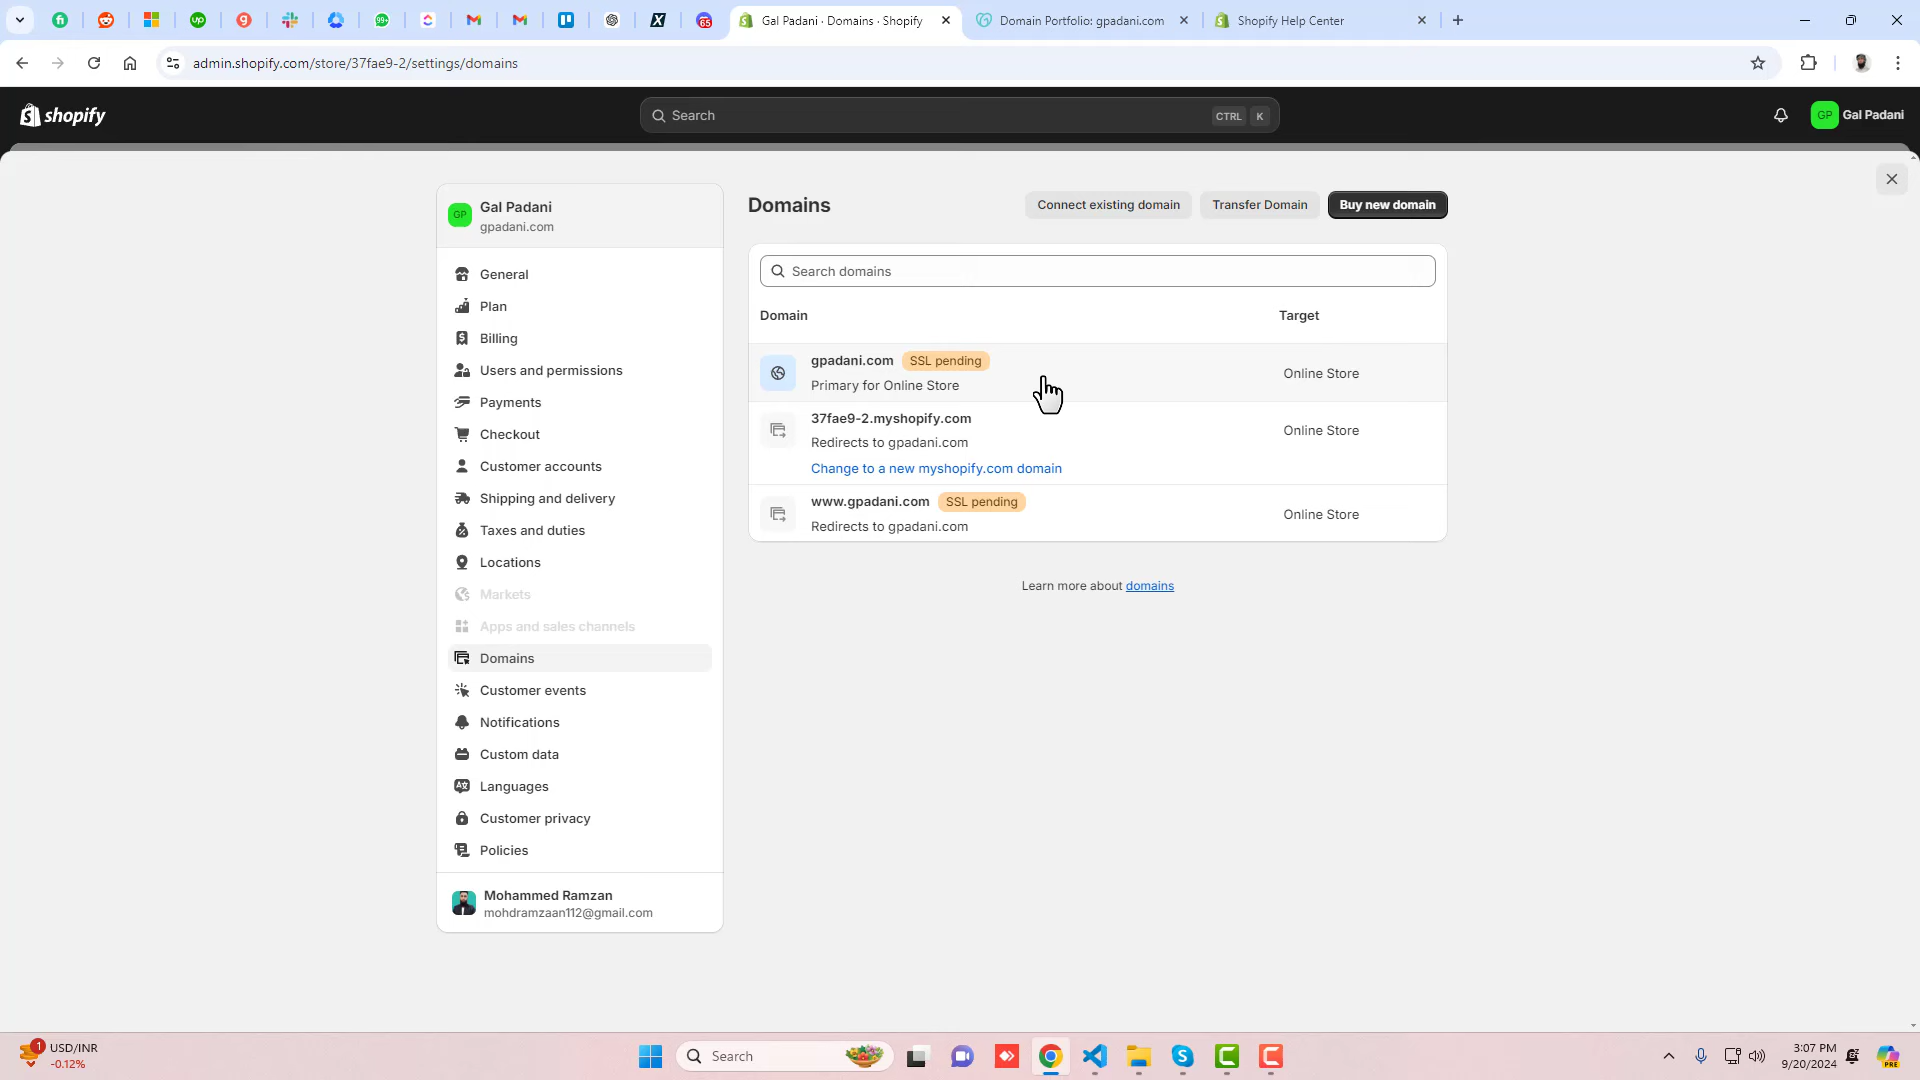 Gal Padani · Domains · Shopify
Domain Portfolio: gpadani.com
Shopify Help Center
admin.shopify.com/store/37fae9-2/settings/domains
shopify
Search
CTRL K
GP Gal Padani
GP
Gal Padani
gpadani.com
General
Plan
Billing
Users and permissions
Payments
Checkout
Customer accounts
Shipping and delivery
Taxes and duties
Locations
Markets
Apps and sales channels
Domains
Customer events
Notifications
Custom data
Languages
Customer privacy
Policies
Mohammed Ramzan
mohdramzaan112@gmail.com
Domains
Connect existing domain
Transfer Domain
Buy new domain
Search domains
Domain Target
gpadani.com SSL pending
Primary for Online Store
Online Store
37fae9-2.myshopify.com
Redirects to gpadani.com
Change to a new myshopify.com domain
Online Store
www.gpadani.com SSL pending
Redirects to gpadani.com
Online Store
Learn more about domains
1
USD/INR
-0.12%
Search
3:07 PM
9/20/2024